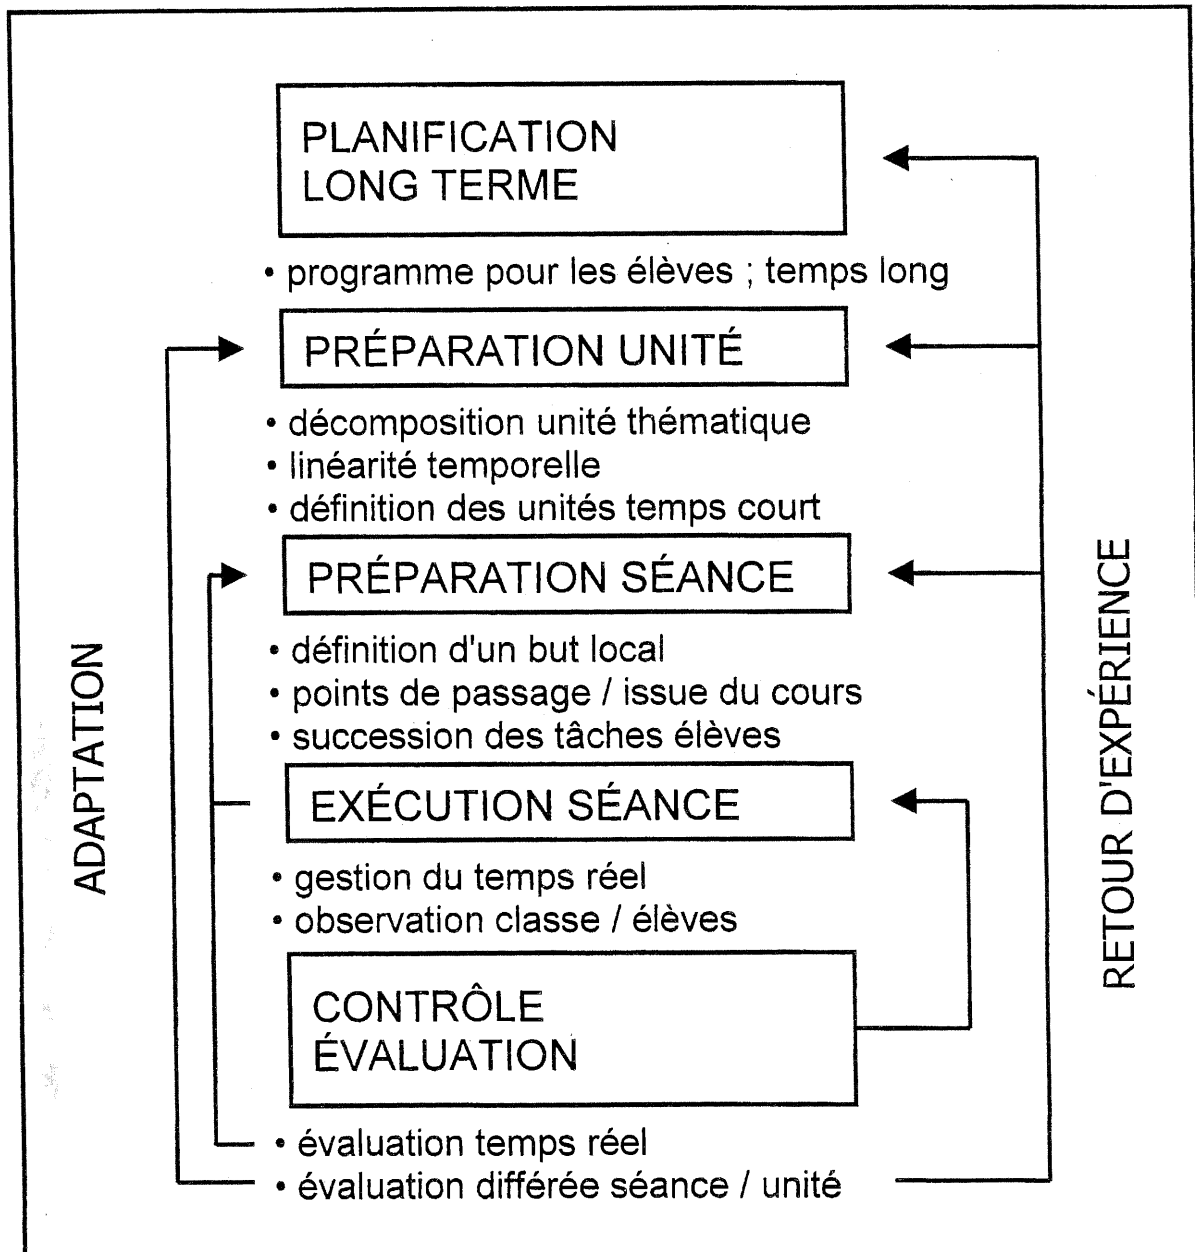 PLANIFICATION
LONG TERME
• programme pour les élèves ; temps long
PRÉPARATION UNITÉ
• décomposition unité thématique
• linéarité temporelle
• définition des unités temps court
PRÉPARATION SÉANCE
• définition d'un but local
• points de passage / issue du cours
• succession des tâches élèves
EXÉCUTION SÉANCE
• gestion du temps réel
• observation classe / élèves
CONTRÔLE
ÉVALUATION
• évaluation temps réel
• évaluation différée séance / unité
ADAPTATION
RETOUR D'EXPÉRIENCE